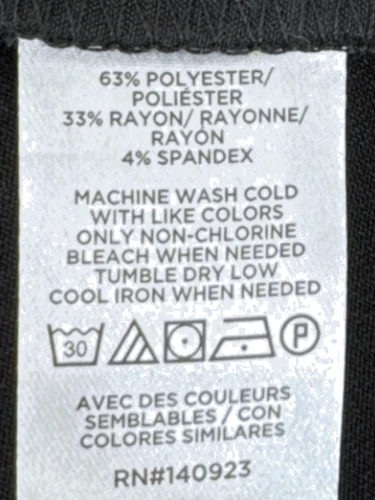 63% POLYESTER/
POLIÉSTER
33% RAYON/ RAYONNE/
RAYÓN
4% SPANDEX
MACHINE WASH COLD
WITH LIKE COLORS
ONLY NON-CHLORINE
BLEACH WHEN NEEDED
TUMBLE DRY LOW
COOL IRON WHEN NEEDED
30 P
AVEC DES COULEURS
SEMBLABLES / CON
COLORES SIMILARES
RN#140923